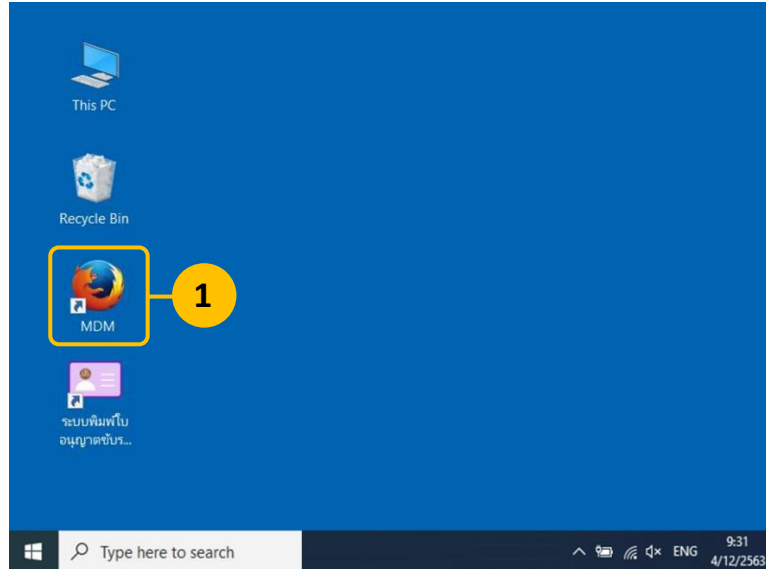 This PC
Recycle Bin
MDM
1
ระบบพิมพ์ใบ
อนุญาตขับร...
Type here to search
ENG
9:31
4/12/2563